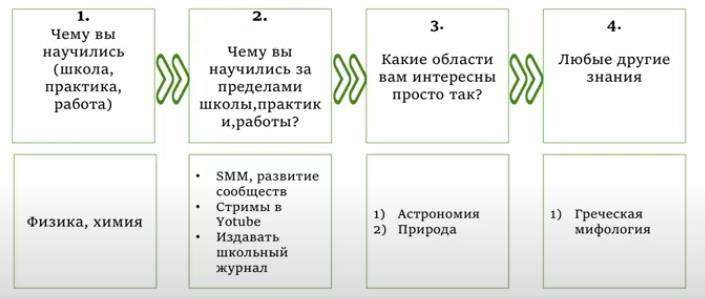 1.
Чему вы
научились
(школа,
практика,
работа)
2.
Чему вы
научились за
пределами
школы,практик
и,работы?
3.
Какие области
вам интересны
просто так?
4.
Любые другие
знания
Физика, химия
• SMM, развитие
сообществ
• Стримы в
Yotube
• Издавать
школьный
журнал
1) Астрономия
2) Природа
1) Греческая
мифология